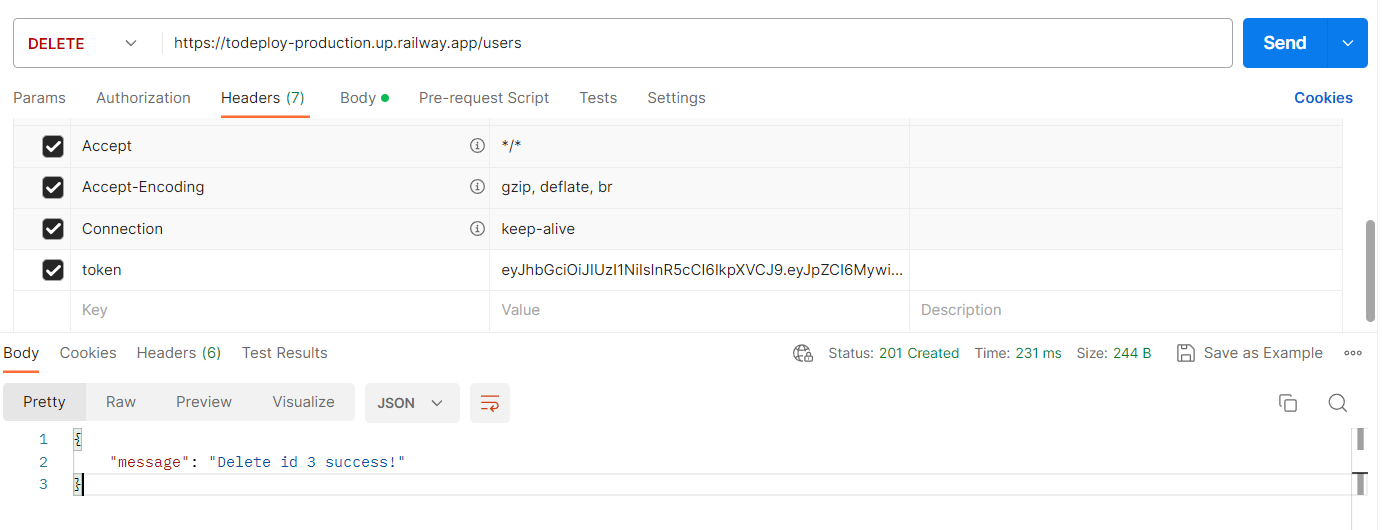 DELETE https://todeploy-production.up.railway.app/users Send
Params Authorization Headers (7) Body Pre-request Script Tests Settings Cookies
Accept */*
Accept-Encoding gzip, deflate, br
Connection keep-alive
token eyJhbGciOiJIUzI1NiIsInR5cCI6IkpXVCJ9.eyJpZCI6Mywi...
Key Value Description
Body Cookies Headers (6) Test Results Status: 201 Created Time: 231 ms Size: 244 B Save as Example
Pretty Raw Preview Visualize JSON
1 {
2 "message": "Delete id 3 success!"
3 }